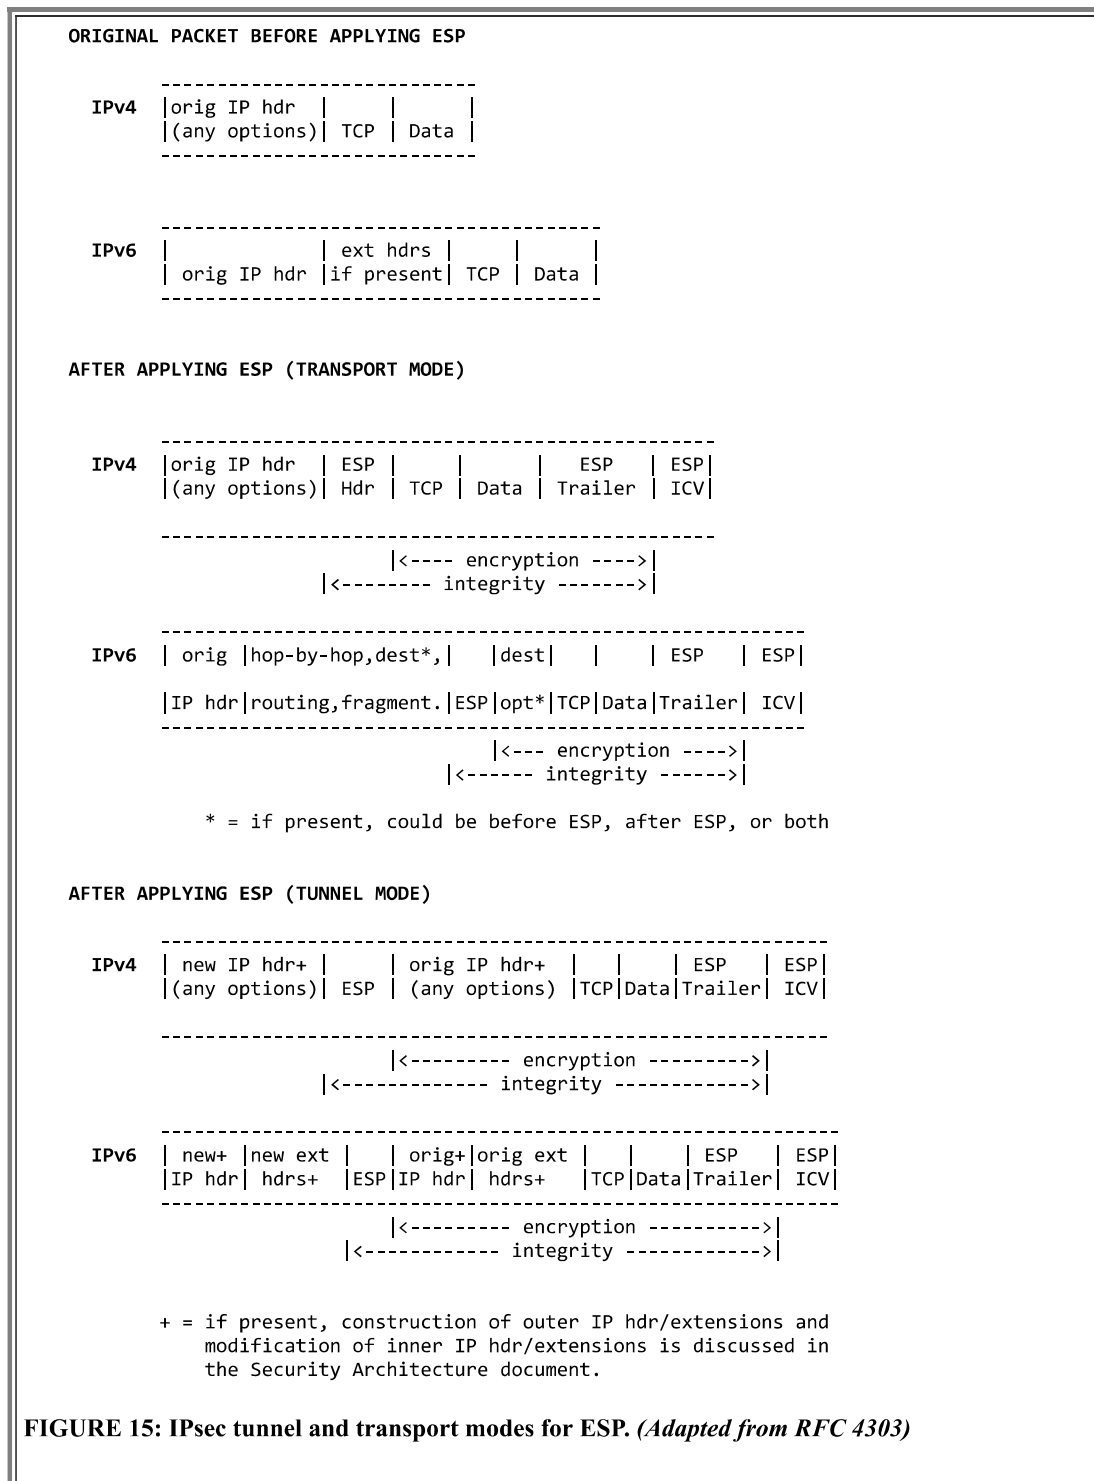 ORIGINAL PACKET BEFORE APPLYING ESP
----------------------------
IPv4 |orig IP hdr | | |
|(any options)| TCP | Data |
----------------------------
---------------------------------------
IPv6 | | ext hdrs | | |
| orig IP hdr |if present| TCP | Data |
---------------------------------------
AFTER APPLYING ESP (TRANSPORT MODE)
-------------------------------------------------
IPv4 |orig IP hdr | ESP | | | ESP | ESP|
|(any options)| Hdr | TCP | Data | Trailer | ICV|
-------------------------------------------------
|<---- encryption ---->|
|<-------- integrity ------->|
---------------------------------------------------------
IPv6 | orig |hop-by-hop,dest*,| |dest| | | ESP | ESP|
|IP hdr|routing,fragment.|ESP|opt*|TCP|Data|Trailer| ICV|
---------------------------------------------------------
|<--- encryption ---->|
|<------ integrity ------>|
* = if present, could be before ESP, after ESP, or both
AFTER APPLYING ESP (TUNNEL MODE)
-----------------------------------------------------------
IPv4 | new IP hdr+ | | orig IP hdr+ | | | ESP | ESP|
|(any options)| ESP | (any options) |TCP|Data|Trailer| ICV|
-----------------------------------------------------------
|<--------- encryption --------->|
|<------------- integrity ------------>|
------------------------------------------------------------
IPv6 | new+ |new ext | | orig+|orig ext | | | ESP | ESP|
|IP hdr| hdrs+ |ESP|IP hdr| hdrs+ |TCP|Data|Trailer| ICV|
------------------------------------------------------------
|<--------- encryption ---------->|
|<------------ integrity ------------>|
+ = if present, construction of outer IP hdr/extensions and
modification of inner IP hdr/extensions is discussed in
the Security Architecture document.
FIGURE 15: IPsec tunnel and transport modes for ESP. (Adapted from RFC 4303)